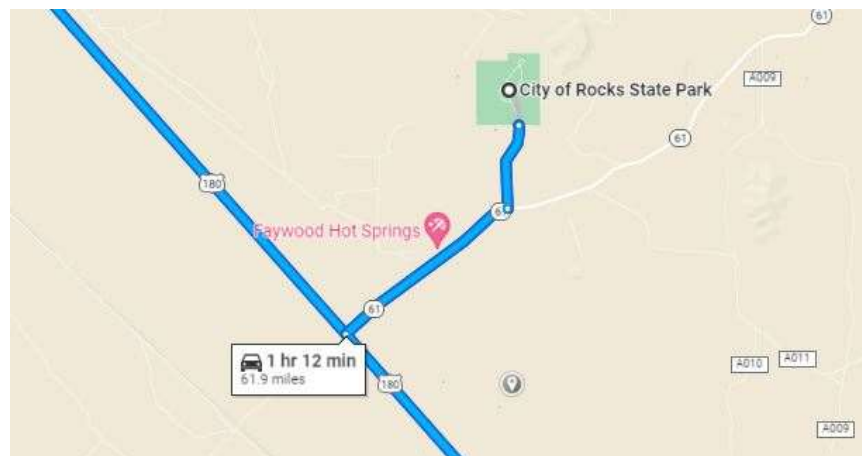 61
A009
City of Rocks State Park
61
180
61
Faywood Hot Springs
61
1 hr 12 min
61.9 miles
180
A010
A011
A009